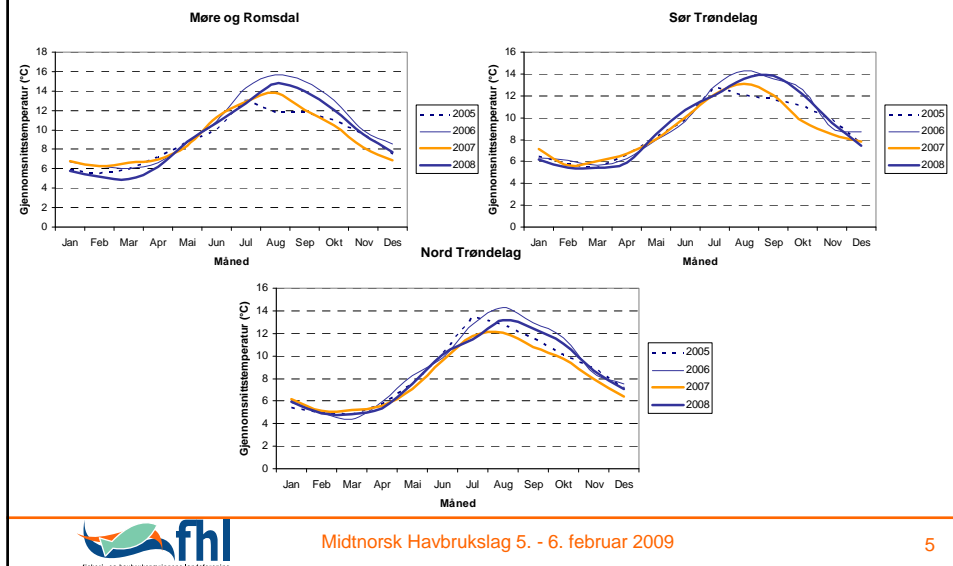 Møre og Romsdal
Gjennomsnittstemperatur (°C)
18
16
14
12
10
8
6
4
2
0
Jan Feb Mar Apr Mai Jun Jul Aug Sep Okt Nov Des
Måned
2005
2006
2007
2008
Sør Trøndelag
Gjennomsnittstemperatur (°C)
16
14
12
10
8
6
4
2
0
Jan Feb Mar Apr Mai Jun Jul Aug Sep Okt Nov Des
Måned
2005
2006
2007
2008
Nord Trøndelag
Gjennomsnittstemperatur (°C)
16
14
12
10
8
6
4
2
0
Jan Feb Mar Apr Mai Jun Jul Aug Sep Okt Nov Des
Måned
2005
2006
2007
2008
fhl
Midtnorsk Havbrukslag 5. - 6. februar 2009
5